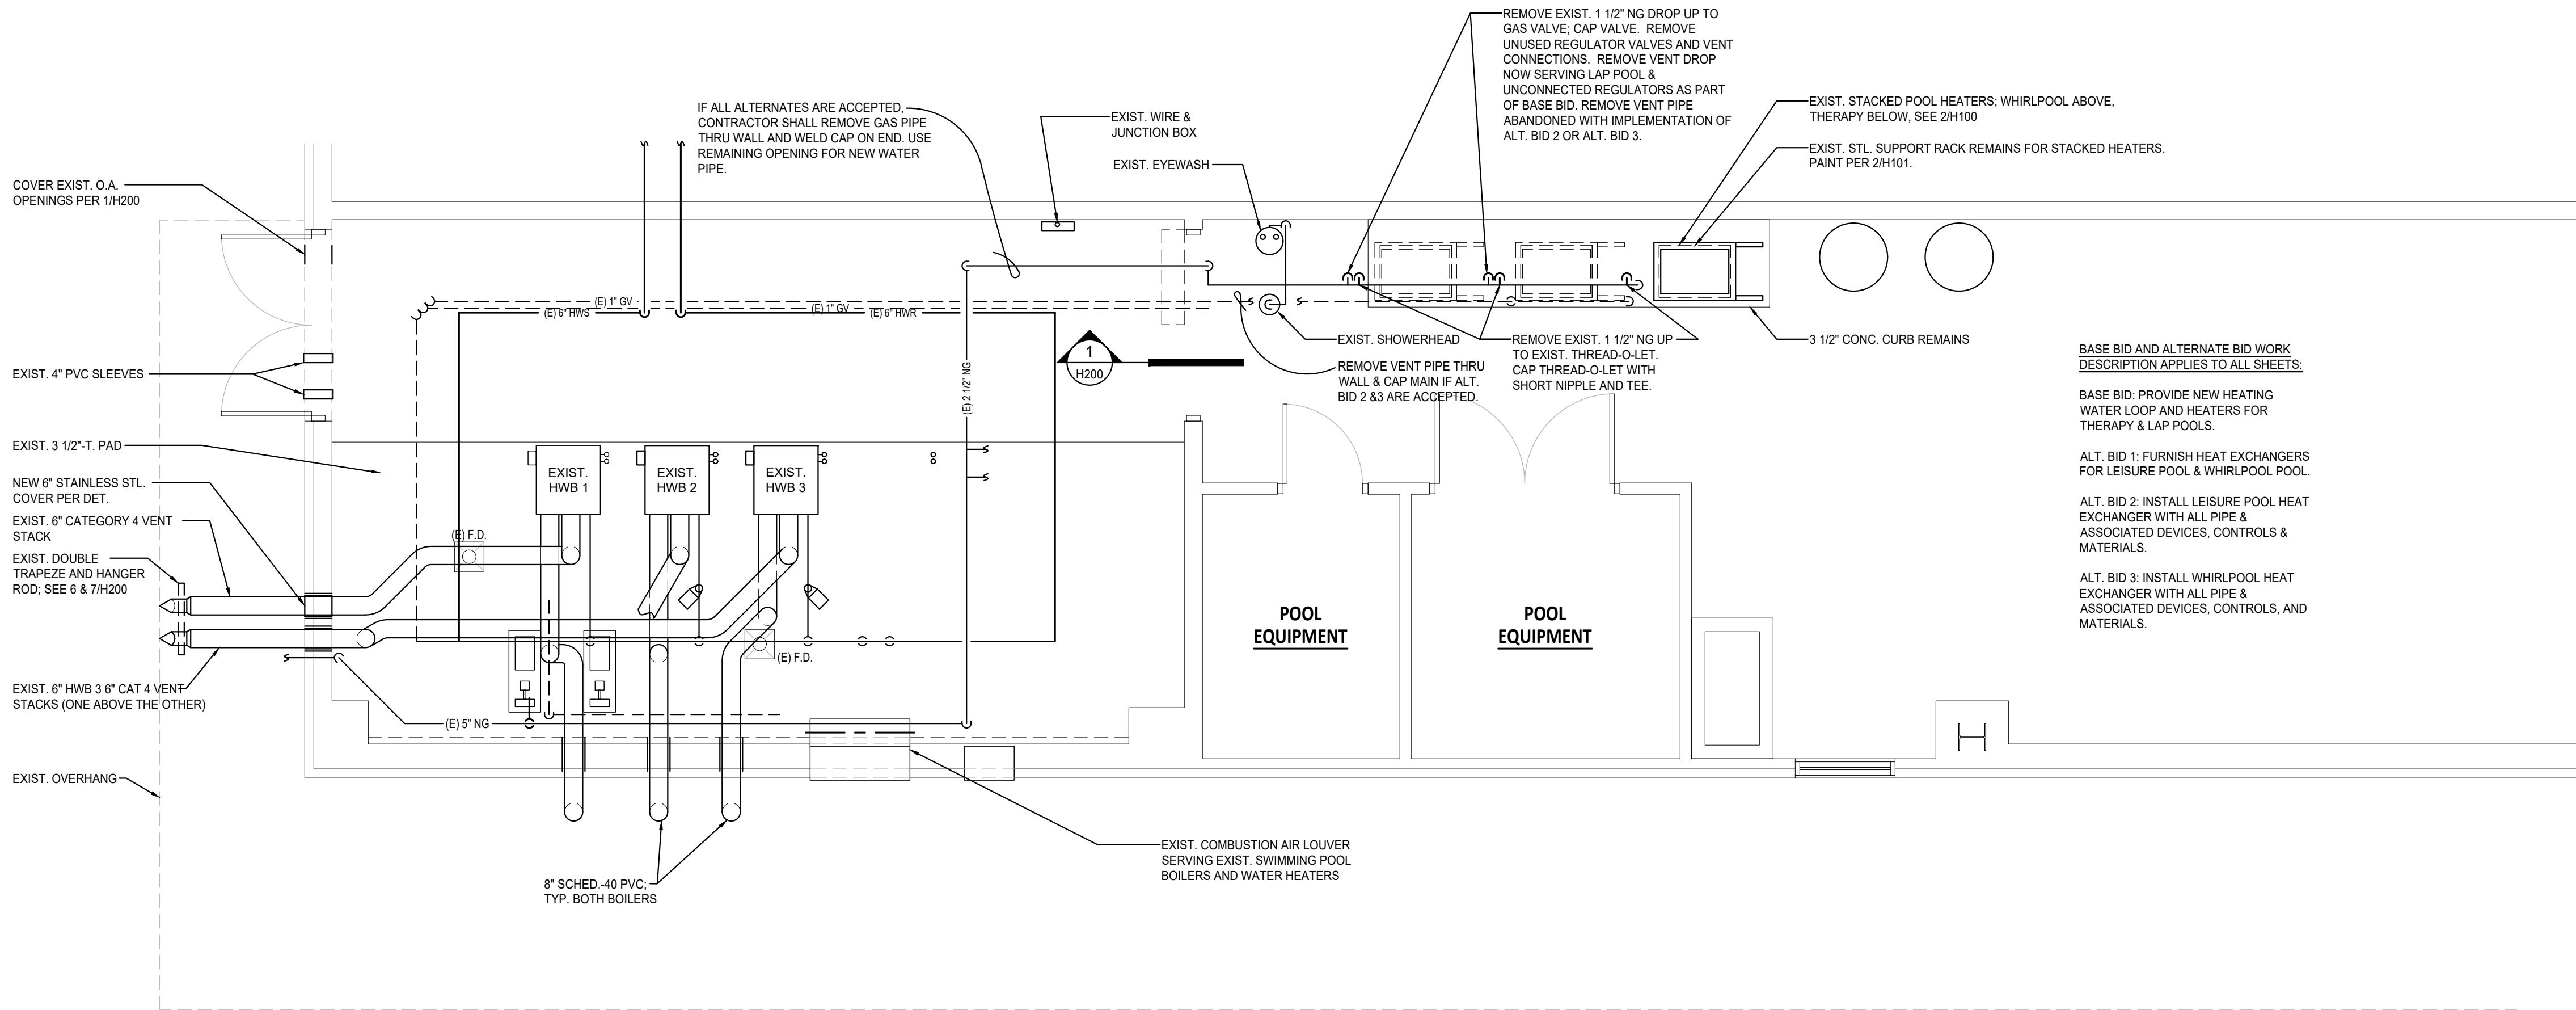 REMOVE EXIST. 1 1/2" NG DROP UP TO
GAS VALVE; CAP VALVE. REMOVE
UNUSED REGULATOR VALVES AND VENT
CONNECTIONS. REMOVE VENT DROP
NOW SERVING LAP POOL &
UNCONNECTED REGULATORS AS PART
OF BASE BID. REMOVE VENT PIPE
ABANDONED WITH IMPLEMENTATION OF
ALT. BID 2 OR ALT. BID 3.
IF ALL ALTERNATES ARE ACCEPTED,
CONTRACTOR SHALL REMOVE GAS PIPE
THRU WALL AND WELD CAP ON END. USE
REMAINING OPENING FOR NEW WATER
PIPE.
EXIST. WIRE &
JUNCTION BOX
EXIST. EYEWASH
EXIST. STACKED POOL HEATERS; WHIRLPOOL ABOVE,
THERAPY BELOW, SEE 2/H100
EXIST. STL. SUPPORT RACK REMAINS FOR STACKED HEATERS.
PAINT PER 2/H101.
COVER EXIST. O.A.
OPENINGS PER 1/H200
(E) 1" GV
(E) 6" HWS
(E) 1" GV
(E) 6" HWR
(E) 2 1/2" NG
1
H200
EXIST. SHOWERHEAD
REMOVE VENT PIPE THRU
WALL & CAP MAIN IF ALT.
BID 2 &3 ARE ACCEPTED.
REMOVE EXIST. 1 1/2" NG UP
TO EXIST. THREAD-O-LET.
CAP THREAD-O-LET WITH
SHORT NIPPLE AND TEE.
3 1/2" CONC. CURB REMAINS
BASE BID AND ALTERNATE BID WORK
DESCRIPTION APPLIES TO ALL SHEETS:
BASE BID: PROVIDE NEW HEATING
WATER LOOP AND HEATERS FOR
THERAPY & LAP POOLS.
ALT. BID 1: FURNISH HEAT EXCHANGERS
FOR LEISURE POOL & WHIRLPOOL POOL.
ALT. BID 2: INSTALL LEISURE POOL HEAT
EXCHANGER WITH ALL PIPE &
ASSOCIATED DEVICES, CONTROLS &
MATERIALS.
ALT. BID 3: INSTALL WHIRLPOOL HEAT
EXCHANGER WITH ALL PIPE &
ASSOCIATED DEVICES, CONTROLS, AND
MATERIALS.
EXIST. 4" PVC SLEEVES
EXIST. 3 1/2"-T. PAD
NEW 6" STAINLESS STL.
COVER PER DET.
EXIST. 6" CATEGORY 4 VENT
STACK
EXIST. DOUBLE
TRAPEZE AND HANGER
ROD; SEE 6 & 7/H200
EXIST. 6" HWB 3 6" CAT 4 VENT
STACKS (ONE ABOVE THE OTHER)
EXIST. OVERHANG
EXIST.
HWB 1
EXIST.
HWB 2
EXIST.
HWB 3
(E) F.D.
(E) F.D.
(E) 5" NG
POOL
EQUIPMENT
POOL
EQUIPMENT
H
EXIST. COMBUSTION AIR LOUVER
SERVING EXIST. SWIMMING POOL
BOILERS AND WATER HEATERS
8" SCHED.-40 PVC;
TYP. BOTH BOILERS